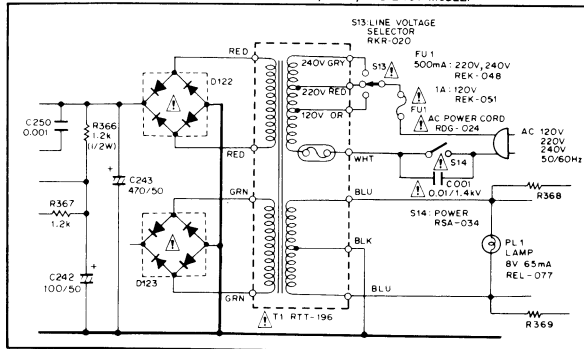 S13:LINE VOLTAGE
SELECTOR
RKR-020
FU1
500mA: 220V, 240V
REK-048
1A: 120V
REK-051
RED
240V GRY
S13
D122
220V RED
FU1
120V OR
AC POWER CORD
RDG-024
C250
0.001
R366
1.2k
(1/2W)
AC 120V
220V
240V
50/60Hz
RED
WHT
S14
C243
470/50
GRN
BLU
C001
0.01/1.4kV
R368
R367
1.2k
S14: POWER
RSA-034
BLK
PL1
LAMP
8V 65mA
REL-077
C242
100/50
D123
GRN
BLU
T1 RTT-196
R369